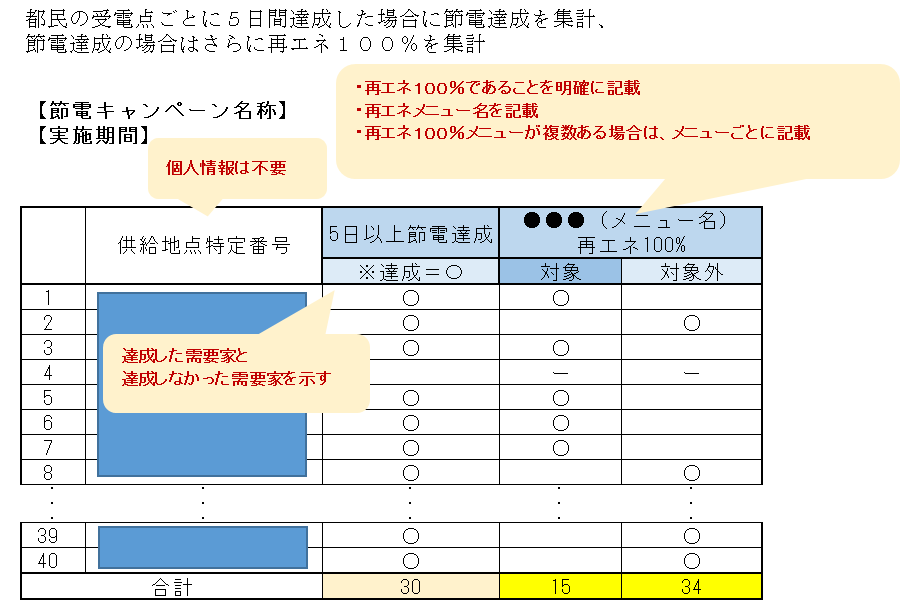 都民の受電点ごとに５日間達成した場合に節電達成を集計、
節電達成の場合はさらに再エネ１００％を集計
・再エネ100％であることを明確に記載
・再エネメニュー名を記載
・再エネ100％メニューが複数ある場合は、メニューごとに記載
【節電キャンペーン名称】
【実施期間】
個人情報は不要
供給地点特定番号 5日以上節電達成 ●●●（メニュー名）
再エネ100%
※達成＝○ 対象 対象外
1 ○ ○
2 ○ ○
3 ○ ○
達成した需要家と
達成しなかった需要家を示す
4 ー ー
5 ○ ○
6 ○ ○
7 ○ ○
8 ○ ○
： ： ： ： ：
39 ○ ○
40 ○ ○
合計 30 15 34